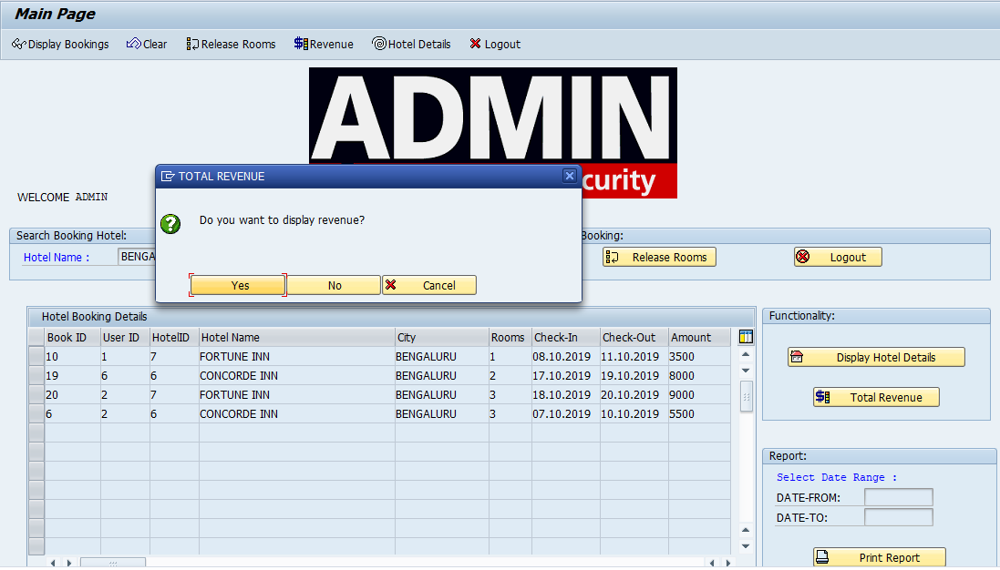 Main Page
Display Bookings Clear Release Rooms $Revenue Hotel Details Logout
ADMIN
curity
TOTAL REVENUE
WELCOME ADMIN
Do you want to display revenue?
Search Booking Hotel: Booking:
Hotel Name : BENGA Release Rooms Logout
Yes No Cancel
Hotel Booking Details
Book ID User ID HotelID Hotel Name City Rooms Check-In Check-Out Amount
10 1 7 FORTUNE INN BENGALURU 1 08.10.2019 11.10.2019 3500
19 6 6 CONCORDE INN BENGALURU 2 17.10.2019 19.10.2019 8000
20 2 7 FORTUNE INN BENGALURU 3 18.10.2019 20.10.2019 9000
6 2 6 CONCORDE INN BENGALURU 3 07.10.2019 10.10.2019 5500
Functionality:
Display Hotel Details
$ Total Revenue
Report:
Select Date Range :
DATE-FROM:
DATE-TO:
Print Report